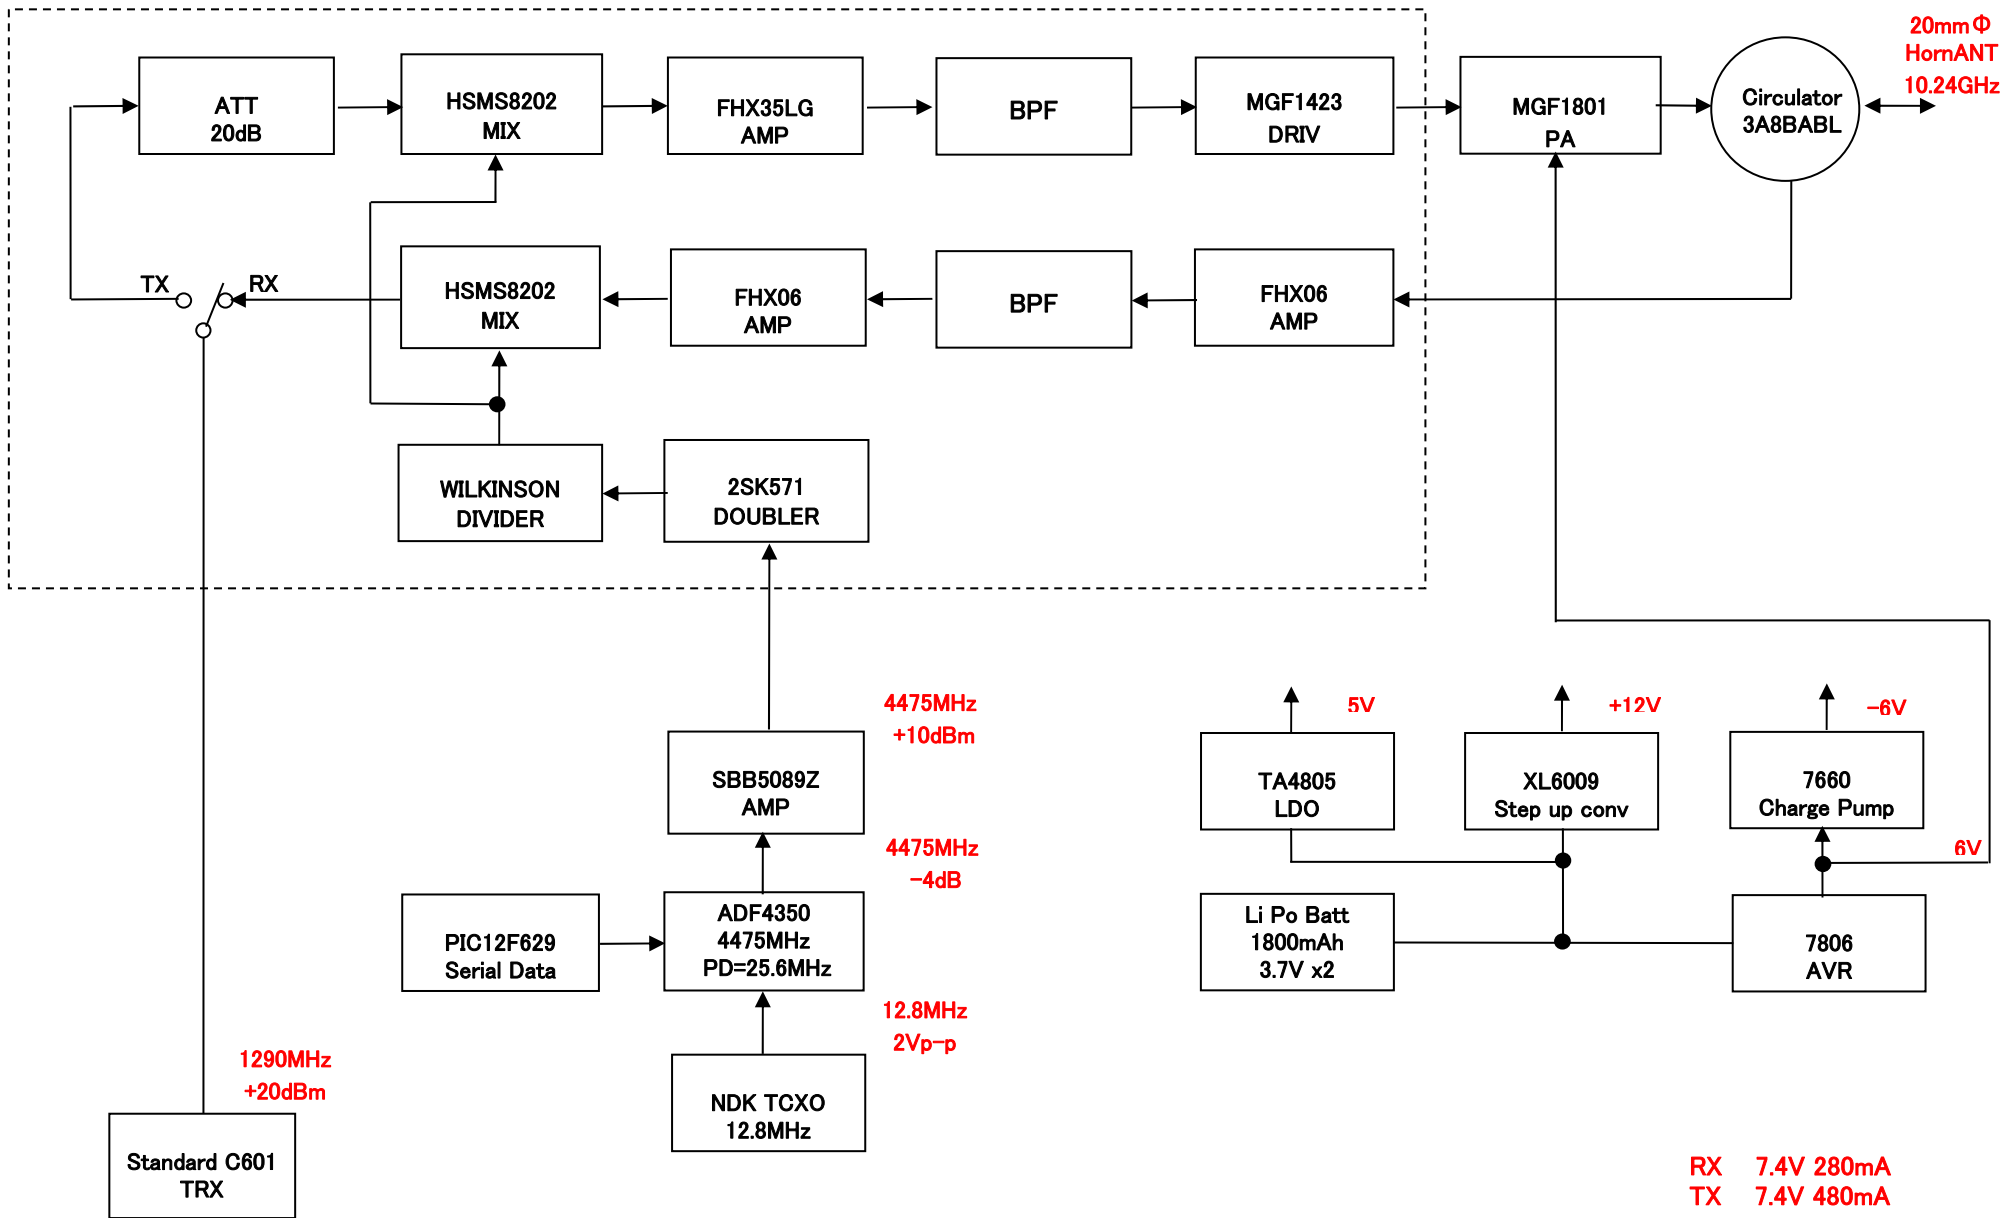 20mmΦ
HornANT
10.24GHz
ATT
20dB
HSMS8202
MIX
FHX35LG
AMP
BPF
MGF1423
DRIV
MGF1801
PA
Circulator
3A8BABL
TX
RX
HSMS8202
MIX
FHX06
AMP
BPF
FHX06
AMP
WILKINSON
DIVIDER
2SK571
DOUBLER
4475MHz
+10dBm
SBB5089Z
AMP
4475MHz
-4dB
PIC12F629
Serial Data
ADF4350
4475MHz
PD=25.6MHz
12.8MHz
2Vp-p
NDK TCXO
12.8MHz
1290MHz
+20dBm
Standard C601
TRX
5V
+12V
-6V
TA4805
LDO
XL6009
Step up conv
7660
Charge Pump
6V
Li Po Batt
1800mAh
3.7V x2
7806
AVR
RX 7.4V 280mA
TX 7.4V 480mA